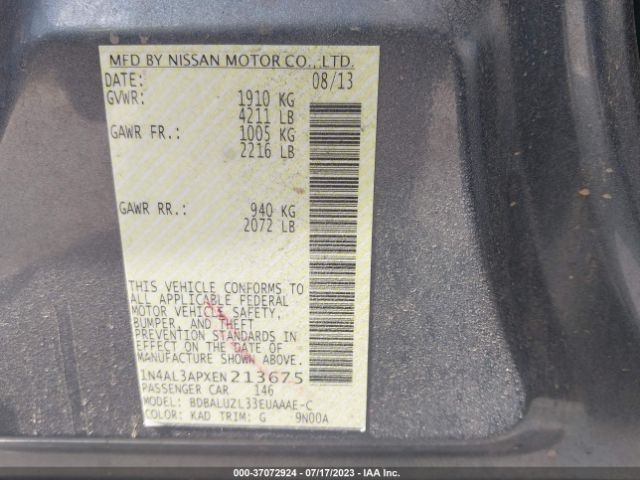 MFD BY NISSAN MOTOR CO.,LTD.
DATE: 08/13
GVWR: 1910 KG
4211 LB
GAWR FR.: 1005 KG
2216 LB
GAWR RR.: 940 KG
2072 LB
THIS VEHICLE CONFORMS TO
ALL APPLICABLE FEDERAL
MOTOR VEHICLE SAFETY,
BUMPER, AND THEFT
PREVENTION STANDARDS IN
EFFECT ON THE DATE OF
MANUFACTURE SHOWN ABOVE.
1N4AL3APXEN213675
PASSENGER CAR 146
MODEL: BDBALUZL33EUAAAE-C
COLOR: KAD TRIM: G 9N00A
000-37072924 - 07/17/2023 - IAA Inc.